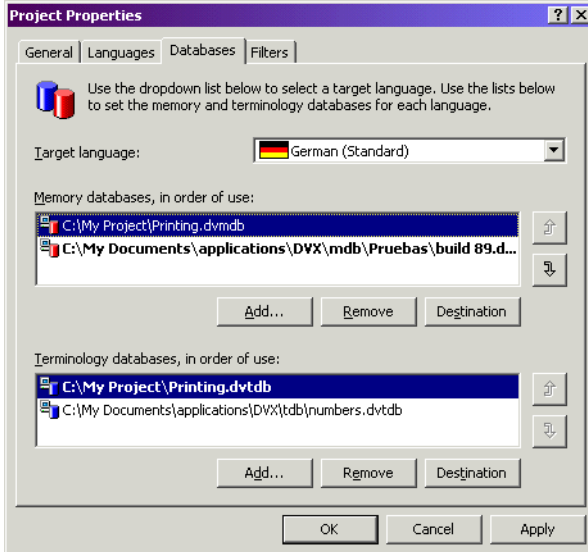 Project Properties
General
Languages
Databases
Filters
Use the dropdown list below to select a target language. Use the lists below
to set the memory and terminology databases for each language.
Target language:
German (Standard)
Memory databases, in order of use:
C:\My Project\Printing.dvmdb
C:\My Documents\applications\DVX\mdb\Pruebas\build 89.d...
Add...
Remove
Destination
Terminology databases, in order of use:
C:\My Project\Printing.dvtdb
C:\My Documents\applications\DVX\tdb\numbers.dvtdb
Add...
Remove
Destination
OK
Cancel
Apply